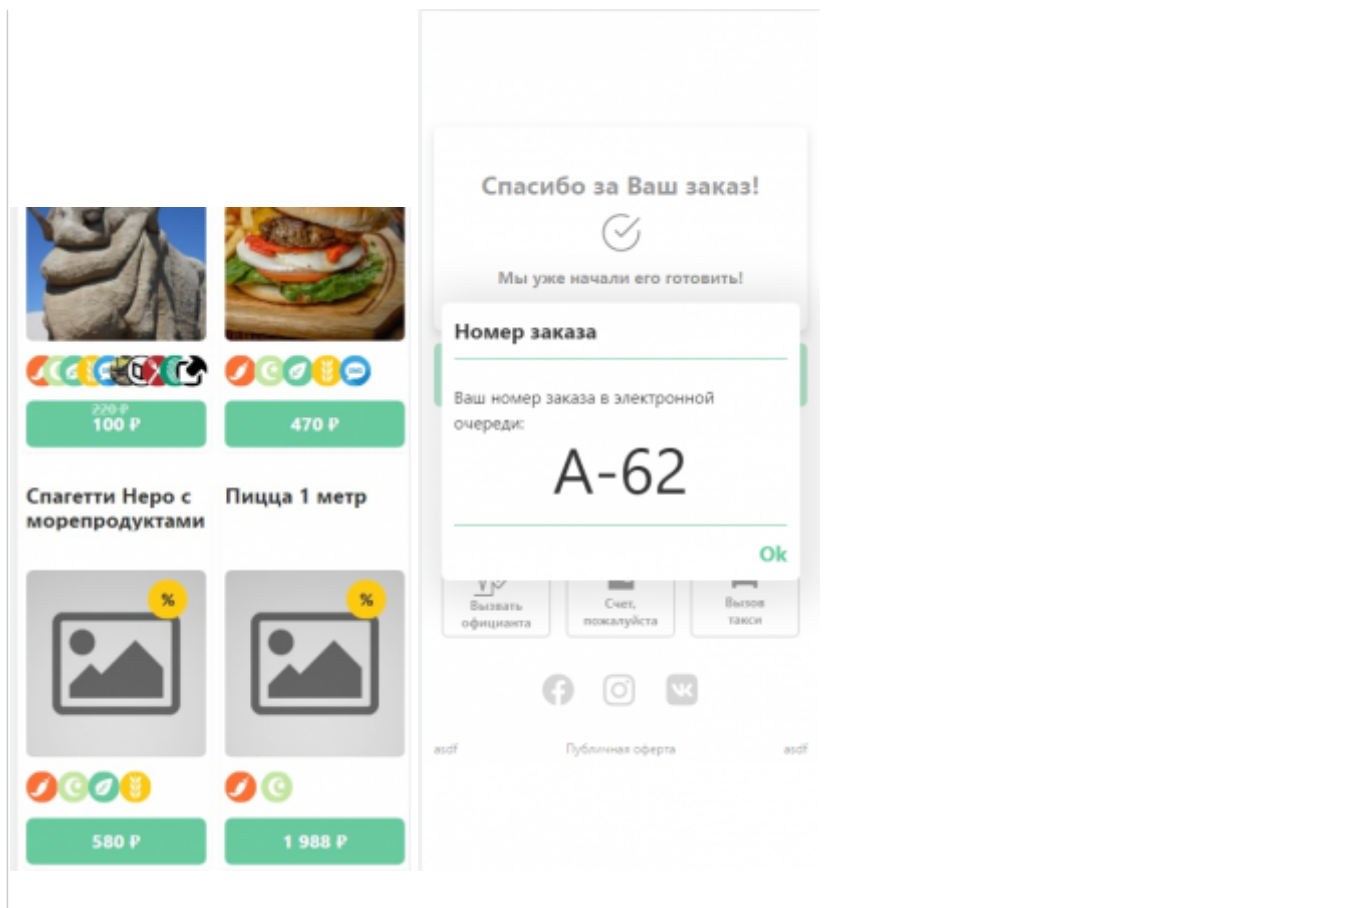 220 ₽
100 ₽
470 ₽
Спагетти Неро с
морепродуктами
Пицца 1 метр
%
%
580 ₽
1 988 ₽
Спасибо за Ваш заказ!
Мы уже начали его готовить!
Номер заказа
Ваш номер заказа в электронной
очереди:
A-62
Ok
Вызвать
официанта
Счет,
пожалуйста
Вызов
такси
asdf
Публичная оферта
asdf